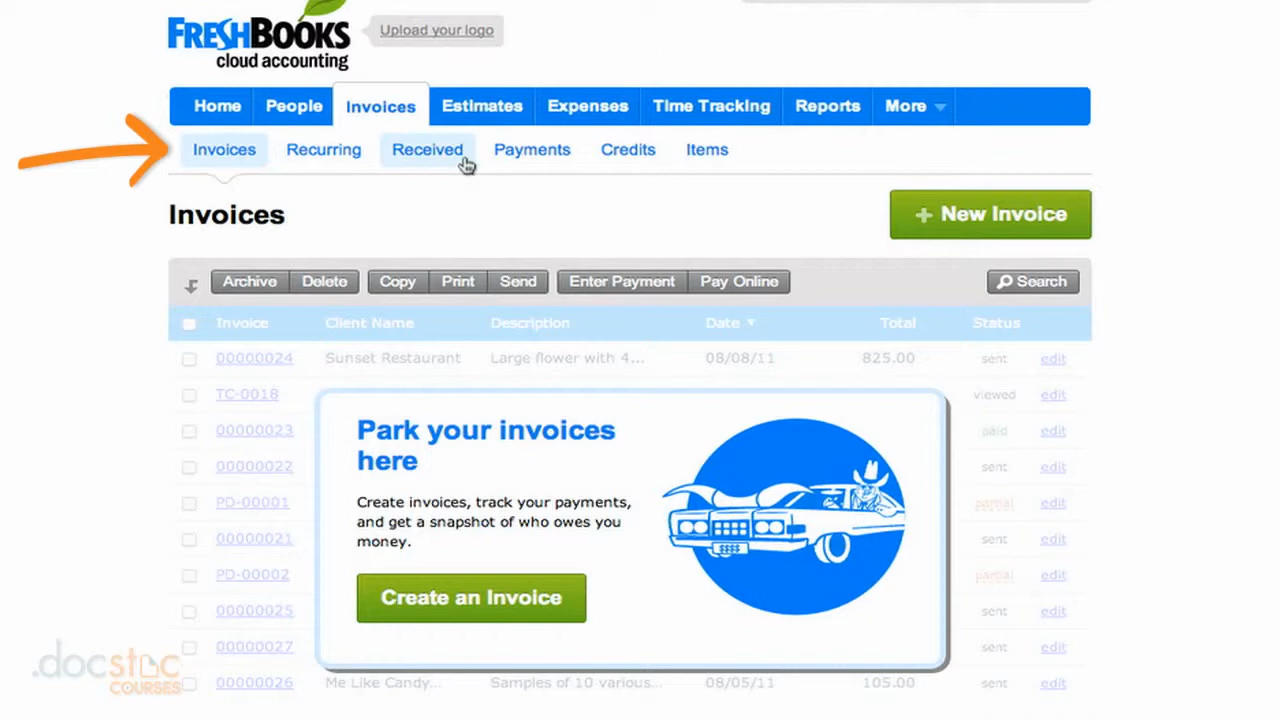 FRESHBOOKS
cloud accounting
Upload your logo
Home People Invoices Estimates Expenses Time Tracking Reports More
Invoices Recurring Received Payments Credits Items
Invoices
+ New Invoice
Archive Delete Copy Print Send Enter Payment Pay Online Search
Invoice Client Name Description Date Total Status
00000024 Sunset Restaurant Large flower with 4... 08/08/11 825.00 sent edit
TC-0018 viewed edit
00000023 paid edit
00000022 sent edit
PD-00001 partial edit
00000021 sent edit
PD-00002 partial edit
00000025 sent edit
00000027 sent edit
00000026 Me Like Candy... Samples of 10 various... 08/05/11 105.00 sent edit
Park your invoices
here
Create invoices, track your payments,
and get a snapshot of who owes you
money.
Create an Invoice
$$$$
.docstoc
COURSES